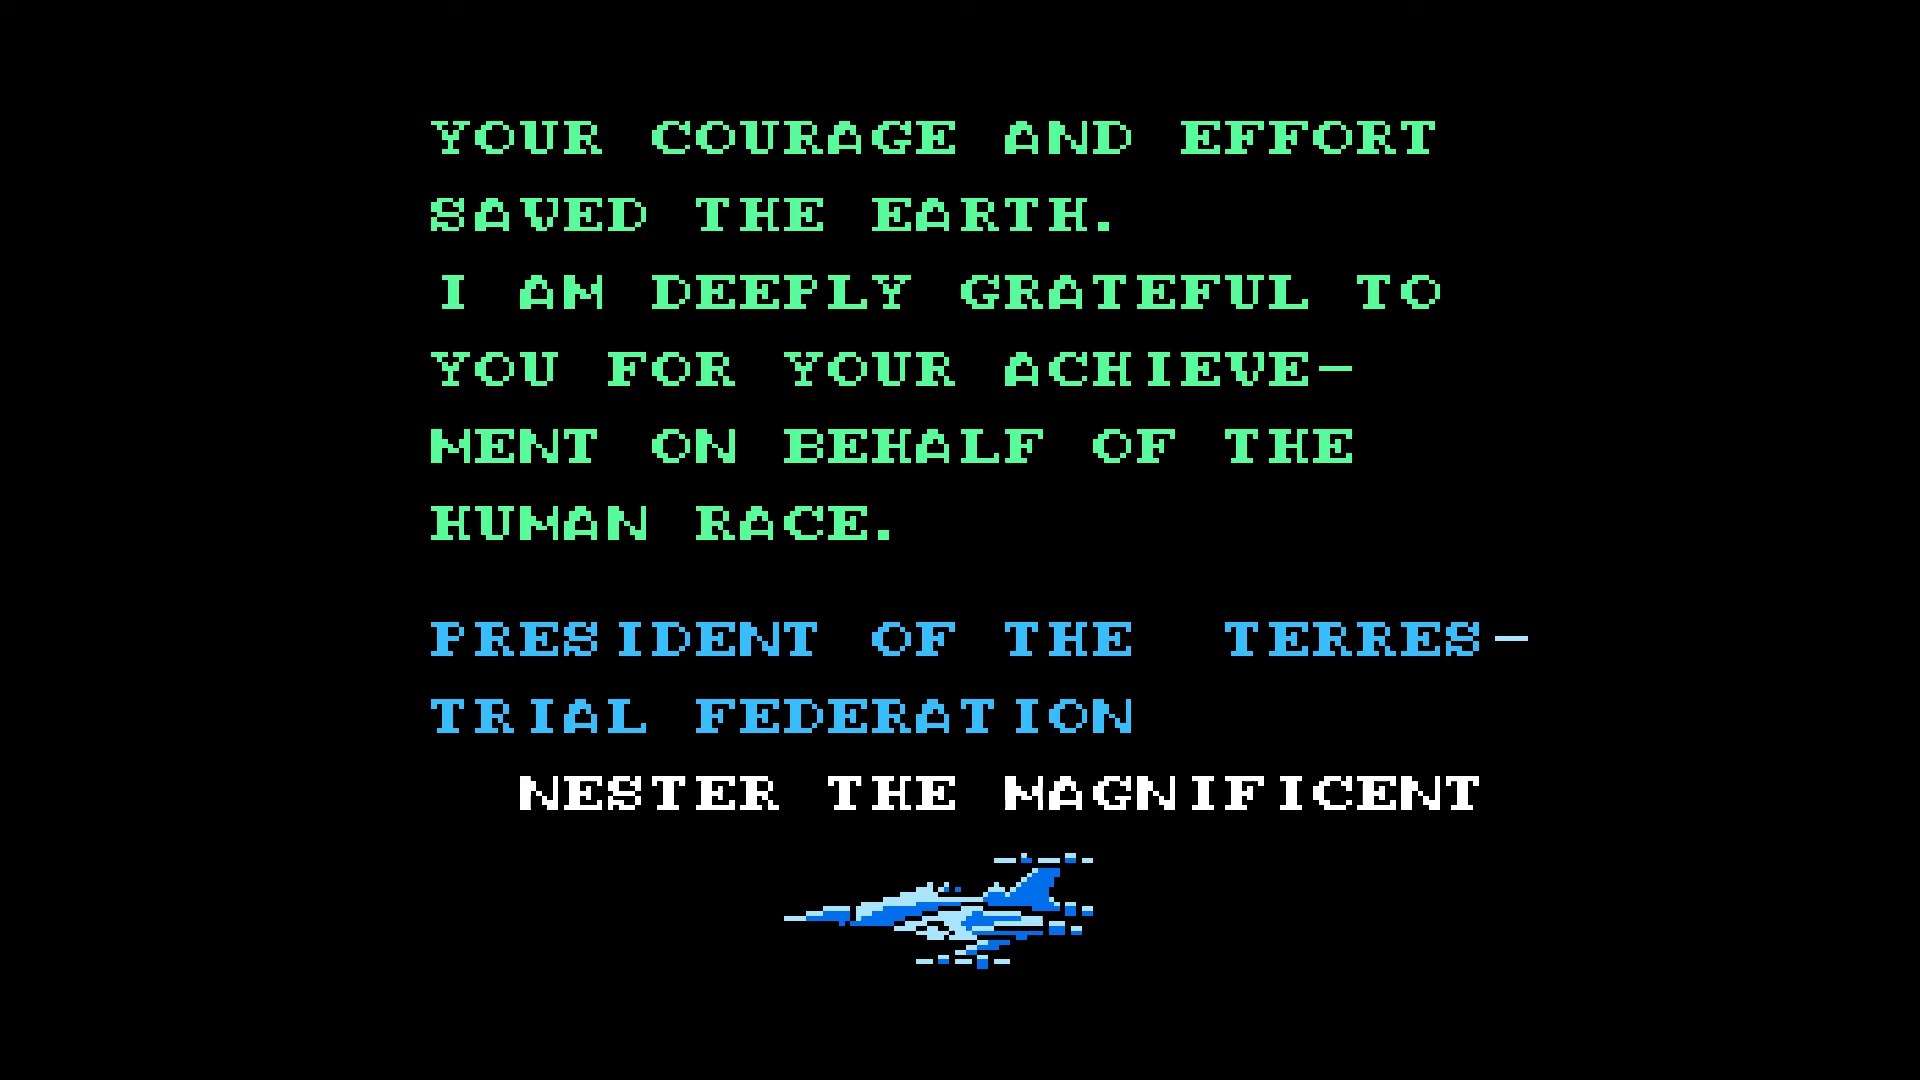 YOUR COURAGE AND EFFORT
SAVED THE EARTH.
I AM DEEPLY GRATEFUL TO
YOU FOR YOUR ACHIEVE-
MENT ON BEHALF OF THE
HUMAN RACE.
PRESIDENT OF THE TERRES-
TRIAL FEDERATION
NESTER THE MAGNIFICENT